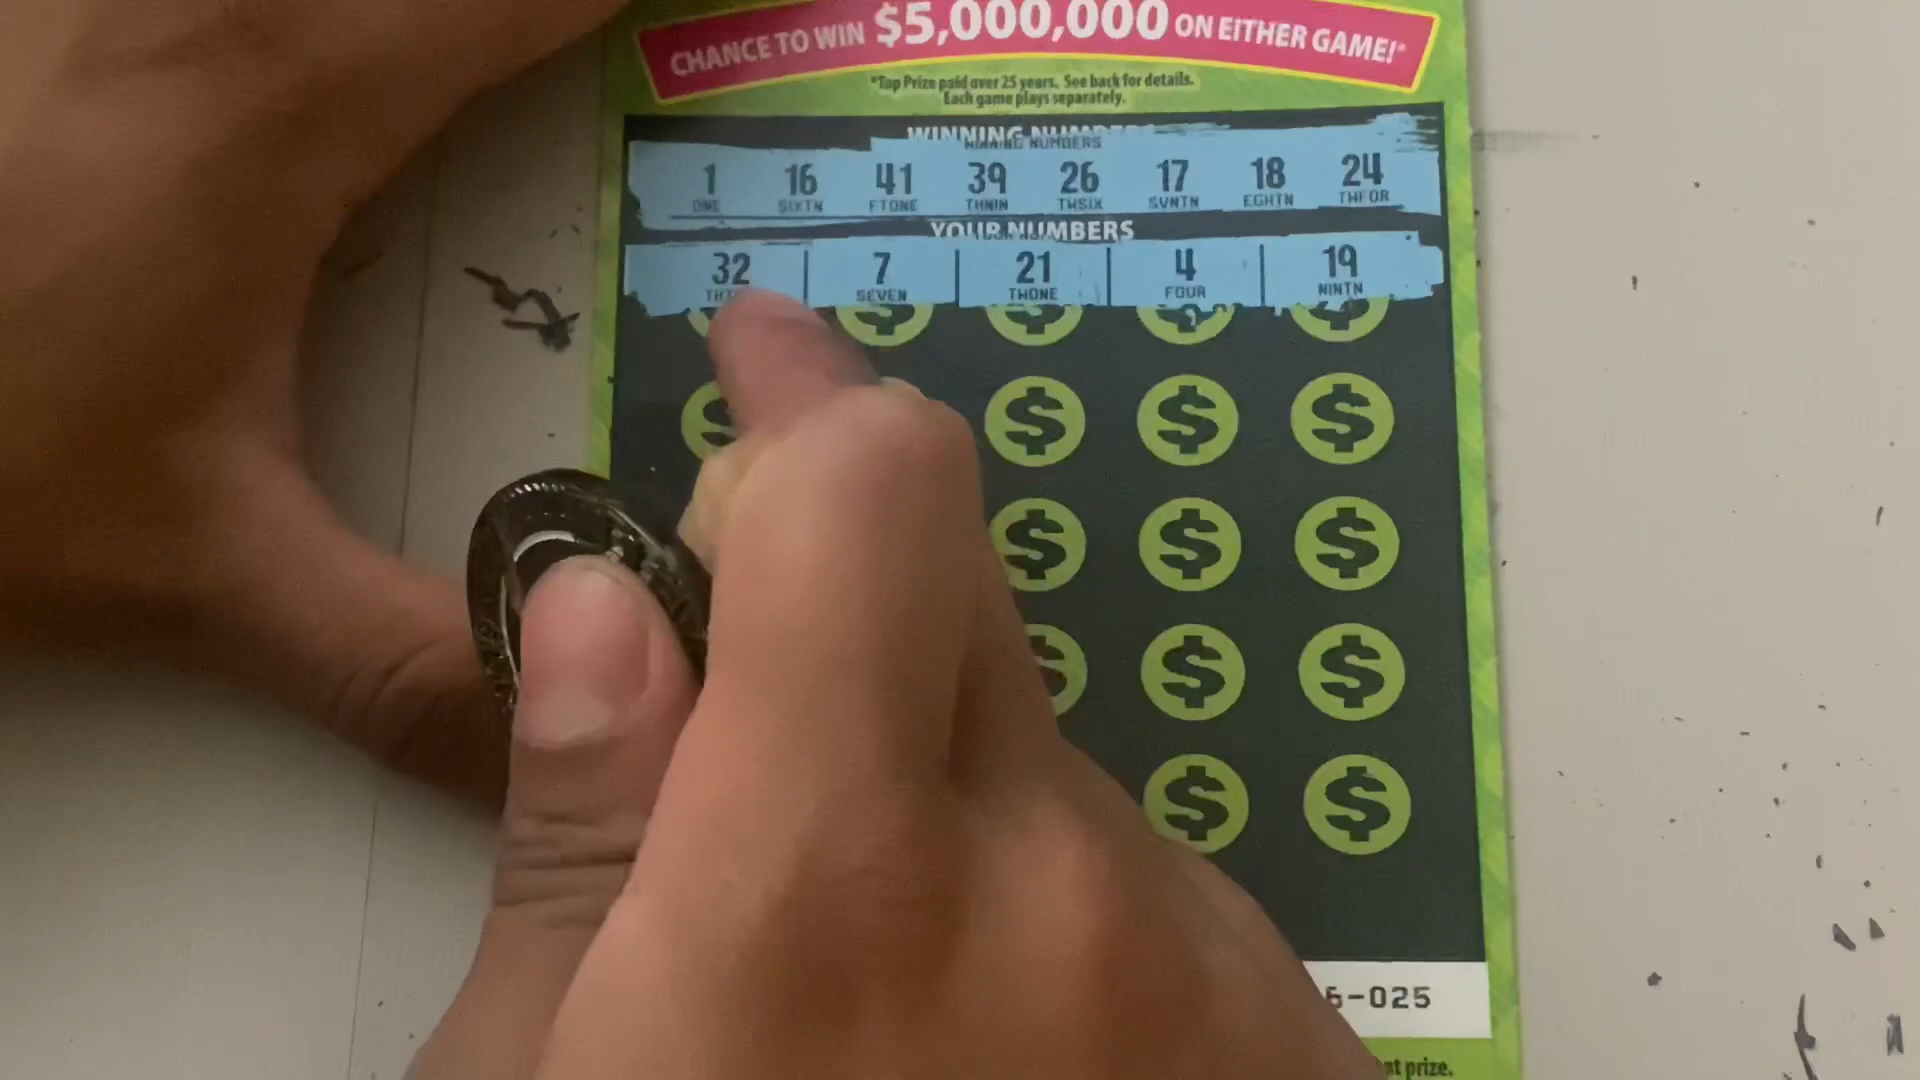 CHANCE TO WIN $5,000,000 ON EITHER GAME!*
*Top Prize paid over 25 years. See back for details.
Each game plays separately.
WINNING NUMBERS
WINNING NUMBERS
1 16 41 39 26 17 18 24
ONE SIXTN FTONE THNIN TWSIX SVNTN EGHTN TWFOR
YOUR NUMBERS
32 7 21 4 19
SEVEN TWONE FOUR NINTN
-025
prize.